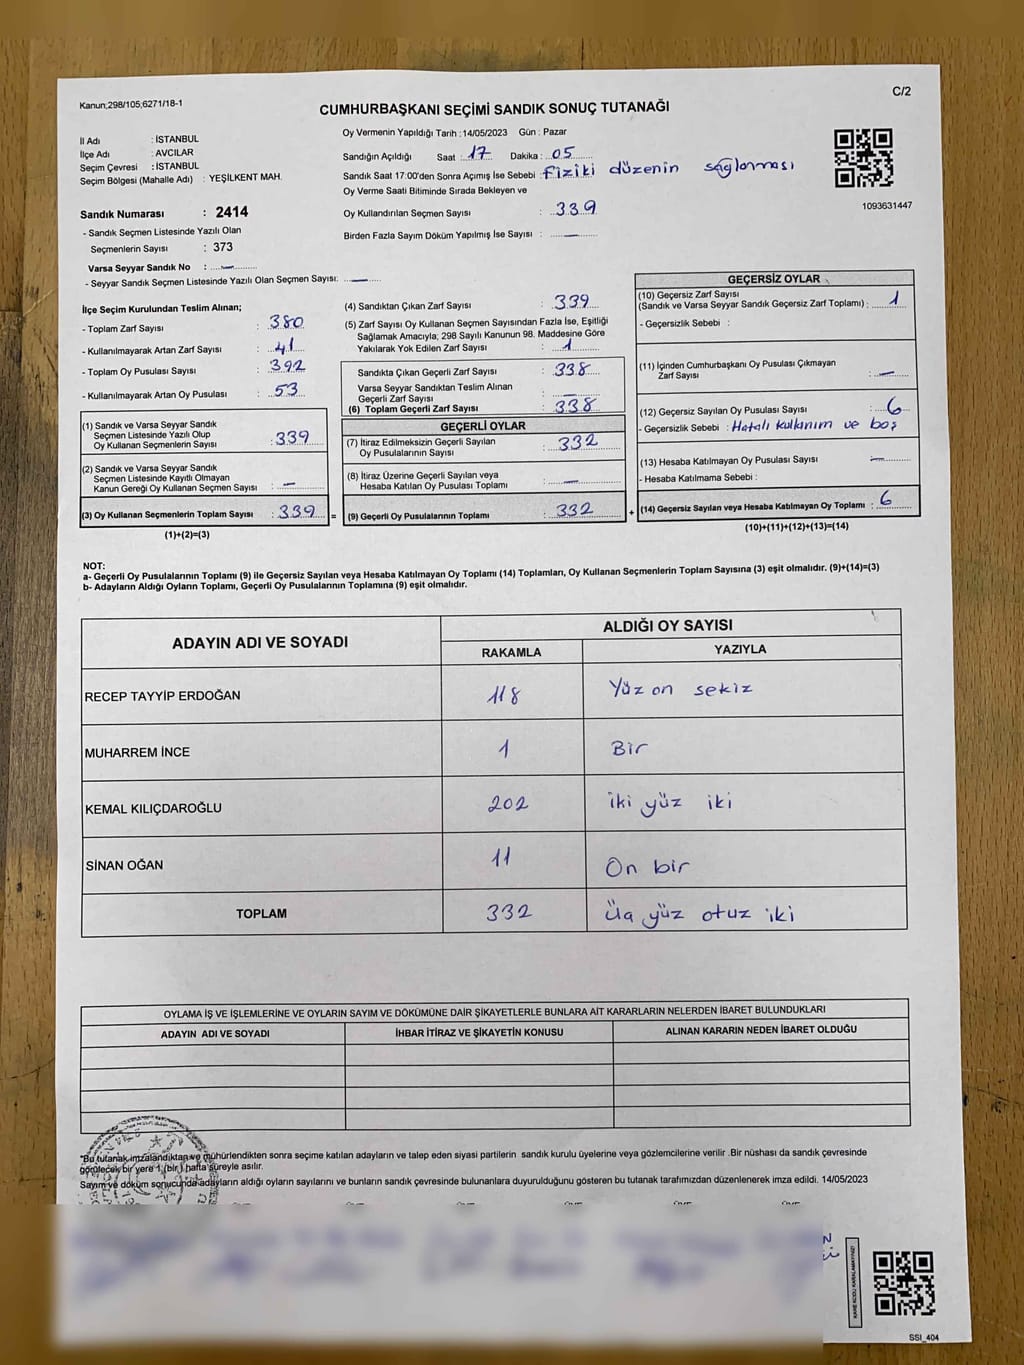 Kanun;298/105;6271/18-1
C/2
CUMHURBAŞKANI SEÇİMİ SANDIK SONUÇ TUTANAĞI
İl Adı : İSTANBUL
İlçe Adı : AVCILAR
Seçim Çevresi : İSTANBUL
Seçim Bölgesi (Mahalle Adı) : YEŞİLKENT MAH.
Oy Vermenin Yapıldığı Tarih : 14/05/2023 Gün : Pazar
Sandığın Açıldığı Saat : 17 Dakika : 05
Sandık Saat 17:00'den Sonra Açımış İse Sebebi : Fiziki düzenin sağlanması
Oy Verme Saati Bitiminde Sırada Bekleyen ve
Oy Kullandırılan Seçmen Sayısı : 339
Birden Fazla Sayım Döküm Yapılmış İse Sayısı : —
1093631447
Sandık Numarası : 2414
- Sandık Seçmen Listesinde Yazılı Olan
Seçmenlerin Sayısı : 373
Varsa Seyyar Sandık No : —
- Seyyar Sandık Seçmen Listesinde Yazılı Olan Seçmen Sayısı: —
İlçe Seçim Kurulundan Teslim Alınan;
- Toplam Zarf Sayısı : 380
- Kullanılmayarak Artan Zarf Sayısı : 41
- Toplam Oy Pusulası Sayısı : 392
- Kullanılmayarak Artan Oy Pusulası : 53
(1) Sandık ve Varsa Seyyar Sandık
Seçmen Listesinde Yazılı Olup
Oy Kullanan Seçmenlerin Sayısı : 339
(2) Sandık ve Varsa Seyyar Sandık
Seçmen Listesinde Kayıtlı Olmayan
Kanun Gereği Oy Kullanan Seçmen Sayısı : —
(3) Oy Kullanan Seçmenlerin Toplam Sayısı : 339 =
(1)+(2)=(3)
(4) Sandıktan Çıkan Zarf Sayısı : 339
(5) Zarf Sayısı Oy Kullanan Seçmen Sayısından Fazla İse, Eşitliği
Sağlamak Amacıyla; 298 Sayılı Kanunun 98. Maddesine Göre
Yakılarak Yok Edilen Zarf Sayısı : 1
Sandıkta Çıkan Geçerli Zarf Sayısı : 338
Varsa Seyyar Sandıktan Teslim Alınan
Geçerli Zarf Sayısı : —
(6) Toplam Geçerli Zarf Sayısı : 338
GEÇERLİ OYLAR
(7) İtiraz Edilmeksizin Geçerli Sayılan
Oy Pusulalarının Sayısı : 332
(8) İtiraz Üzerine Geçerli Sayılan veya
Hesaba Katılan Oy Pusulası Toplamı : —
(9) Geçerli Oy Pusulalarının Toplamı : 332 +
GEÇERSİZ OYLAR
(10) Geçersiz Zarf Sayısı
(Sandık ve Varsa Seyyar Sandık Geçersiz Zarf Toplamı) : 1
- Geçersizlik Sebebi :
(11) İçinden Cumhurbaşkanı Oy Pusulası Çıkmayan
Zarf Sayısı : —
(12) Geçersiz Sayılan Oy Pusulası Sayısı : 6
- Geçersizlik Sebebi : Hatalı kullanım ve boş
(13) Hesaba Katılmayan Oy Pusulası Sayısı : —
- Hesaba Katılmama Sebebi :
(14) Geçersiz Sayılan veya Hesaba Katılmayan Oy Toplamı : 6
(10)+(11)+(12)+(13)=(14)
NOT:
a- Geçerli Oy Pusulalarının Toplamı (9) ile Geçersiz Sayılan veya Hesaba Katılmayan Oy Toplamı (14) Toplamları, Oy Kullanan Seçmenlerin Toplam Sayısına (3) eşit olmalıdır. (9)+(14)=(3)
b- Adayların Aldığı Oyların Toplamı, Geçerli Oy Pusulalarının Toplamına (9) eşit olmalıdır.
ADAYIN ADI VE SOYADI
ALDIĞI OY SAYISI
RAKAMLA YAZIYLA
RECEP TAYYİP ERDOĞAN 118 Yüz on sekiz
MUHARREM İNCE 1 Bir
KEMAL KILIÇDAROĞLU 202 iki yüz iki
SİNAN OĞAN 11 On bir
TOPLAM 332 Üç yüz otuz iki
OYLAMA İŞ VE İŞLEMLERİNE VE OYLARIN SAYIM VE DÖKÜMÜNE DAİR ŞİKAYETLERLE BUNLARA AİT KARARLARIN NELERDEN İBARET BULUNDUKLARI
ADAYIN ADI VE SOYADI İHBAR İTİRAZ VE ŞİKAYETİN KONUSU ALINAN KARARIN NEDEN İBARET OLDUĞU
*Bu tutanak imzalandıktan ve mühürlendikten sonra seçime katılan adayların ve talep eden siyasi partilerin sandık kurulu üyelerine veya gözlemcilerine verilir .Bir nüshası da sandık çevresinde
görülecek bir yere 1 (bir) hafta süreyle asılır.
Sayım ve döküm sonucunda adayların aldığı oyların sayılarını ve bunların sandık çevresinde bulunanlara duyurulduğunu gösteren bu tutanak tarafımızdan düzenlenerek imza edildi. 14/05/2023
KARE KODU KARALAMAYINIZ!
SSI_404